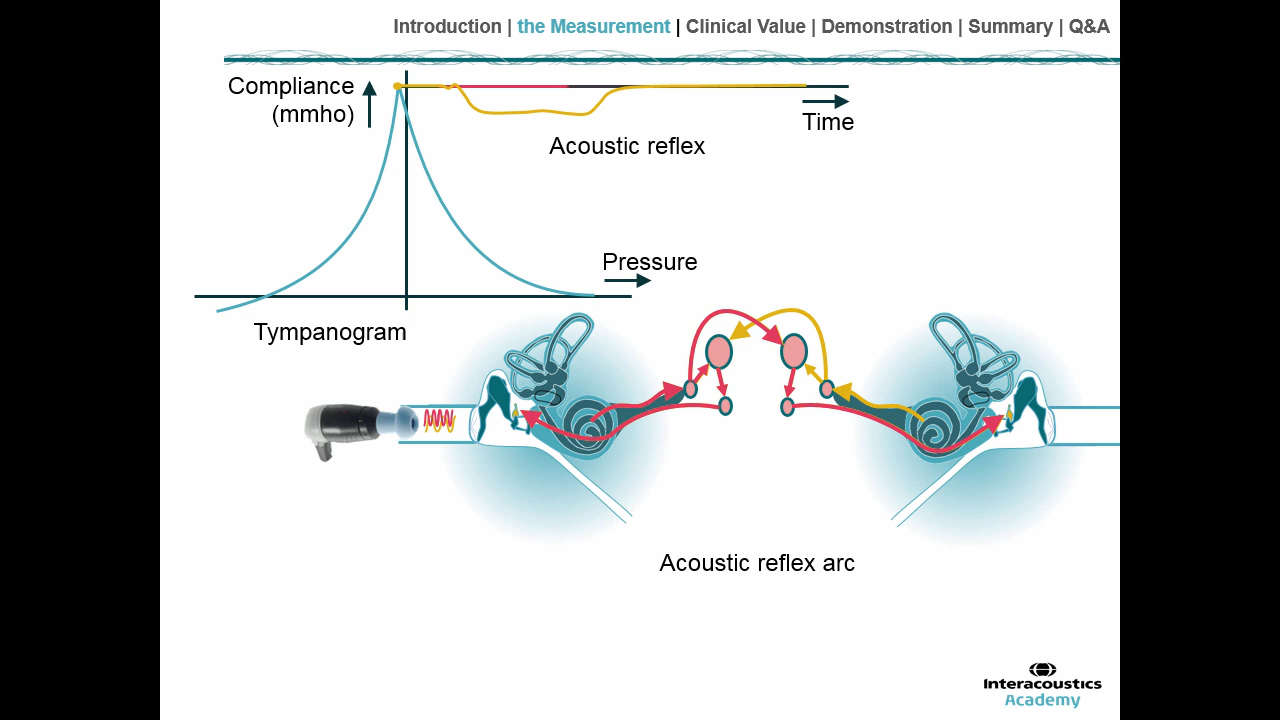 Introduction | the Measurement | Clinical Value | Demonstration | Summary | Q&A
Compliance
(mmho)
Time
Acoustic reflex
Pressure
Tympanogram
Acoustic reflex arc
Interacoustics
Academy